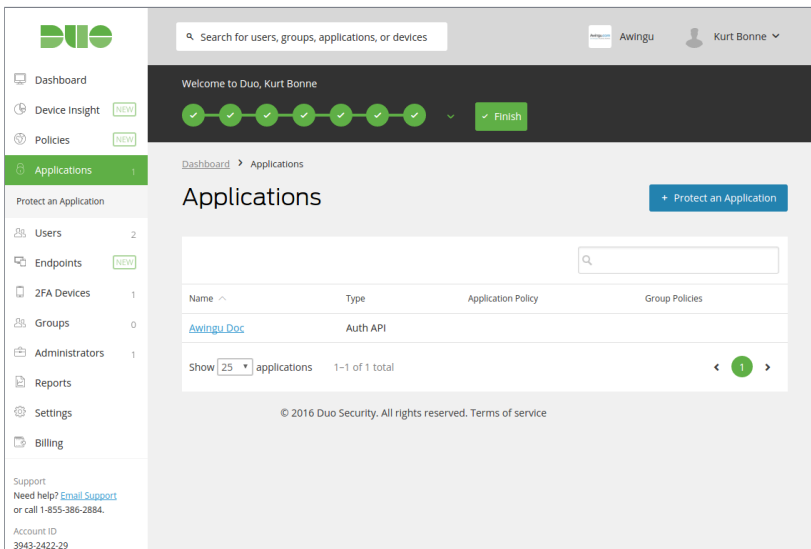 DUO
Search for users, groups, applications, or devices
Awingu
Kurt Bonne
Dashboard
Device Insight NEW
Policies NEW
Applications 1
Protect an Application
Users 2
Endpoints NEW
2FA Devices 1
Groups 0
Administrators 1
Reports
Settings
Billing
Support
Need help? Email Support
or call 1-855-386-2884.
Account ID
3943-2422-29
Welcome to Duo, Kurt Bonne
Finish
Dashboard > Applications
Applications
+ Protect an Application
Name Type Application Policy Group Policies
Awingu Doc Auth API
Show 25 applications 1–1 of 1 total
1
© 2016 Duo Security. All rights reserved. Terms of service